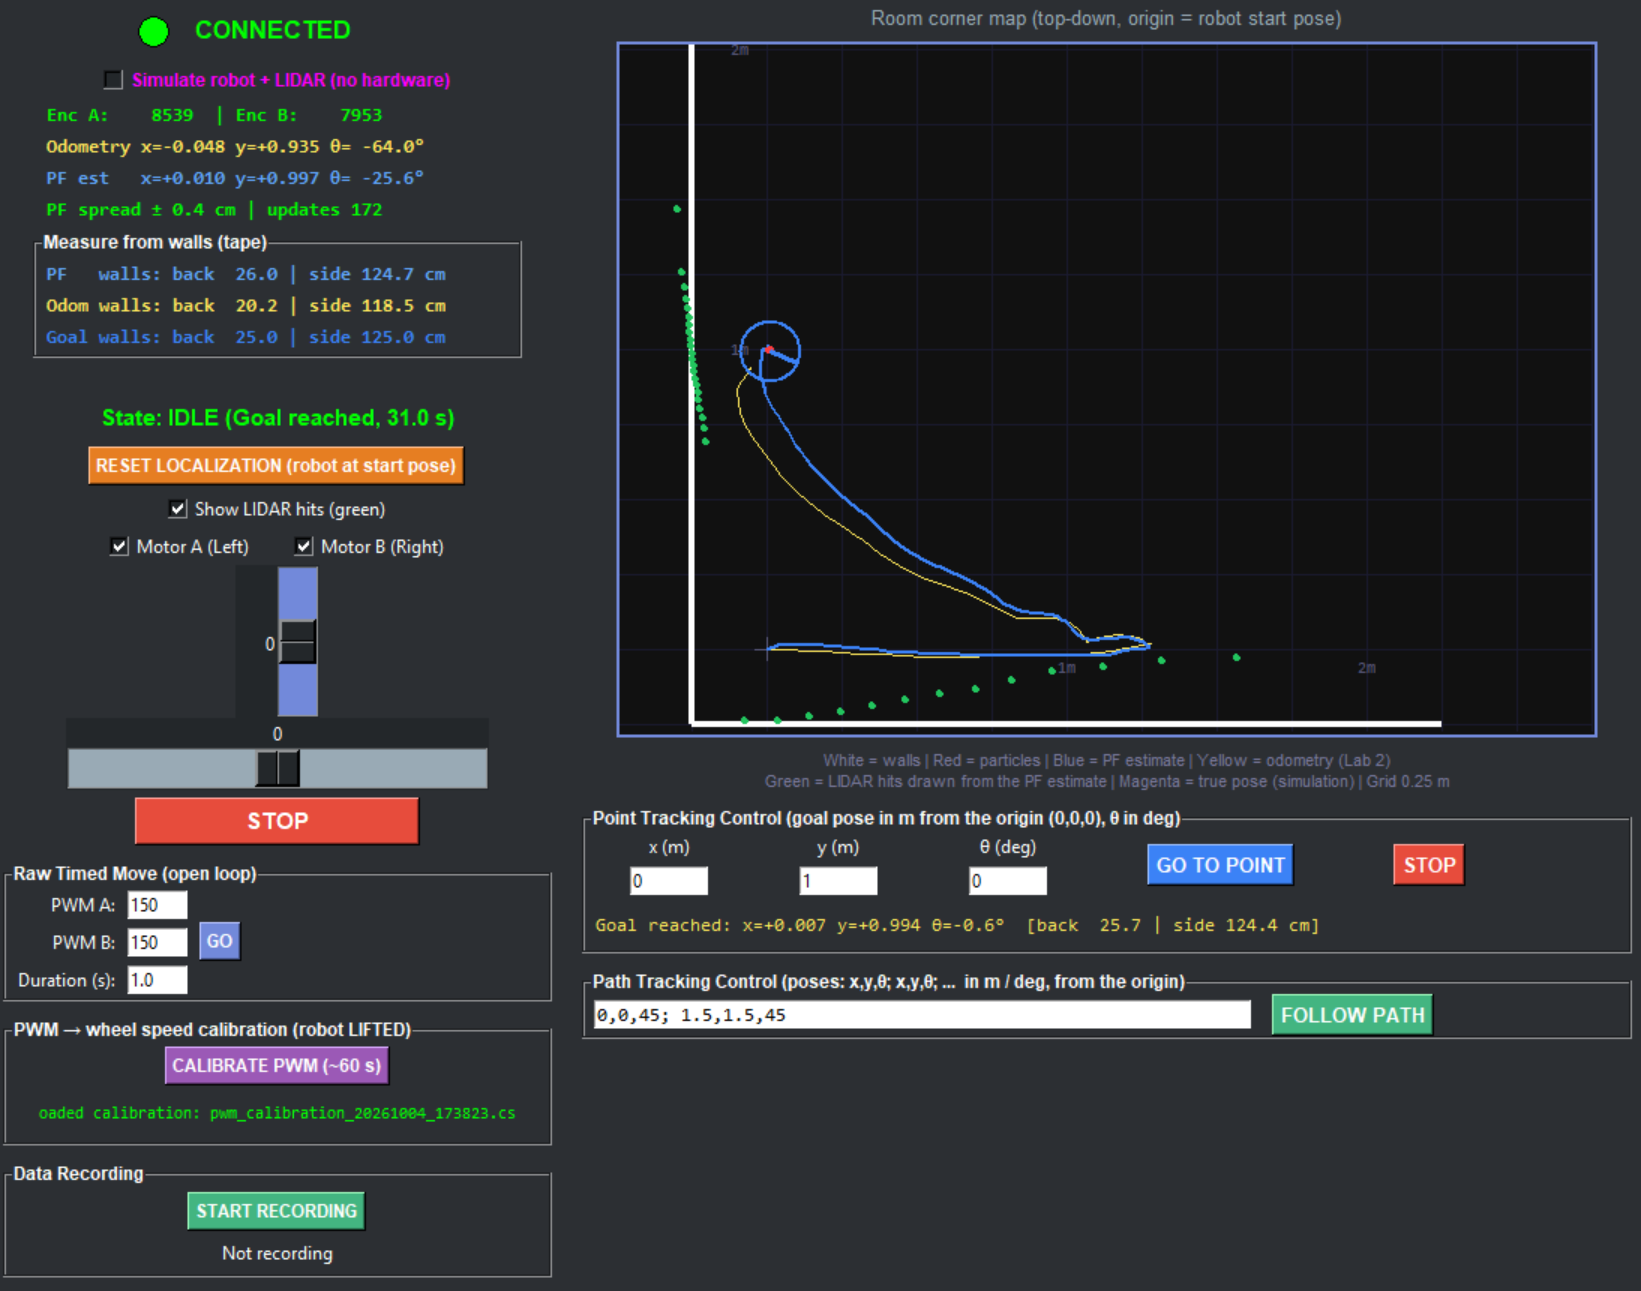 CONNECTED
Simulate robot + LIDAR (no hardware)
Enc A: 8539 | Enc B: 7953
Odometry x=-0.048 y=+0.935 θ= -64.0°
PF est x=+0.010 y=+0.997 θ= -25.6°
PF spread ± 0.4 cm | updates 172
Measure from walls (tape)
PF walls: back 26.0 | side 124.7 cm
Odom walls: back 20.2 | side 118.5 cm
Goal walls: back 25.0 | side 125.0 cm
State: IDLE (Goal reached, 31.0 s)
RESET LOCALIZATION (robot at start pose)
Show LIDAR hits (green)
Motor A (Left) Motor B (Right)
0
0
STOP
Raw Timed Move (open loop)
PWM A: 150
PWM B: 150
GO
Duration (s): 1.0
PWM → wheel speed calibration (robot LIFTED)
CALIBRATE PWM (~60 s)
oaded calibration: pwm_calibration_20261004_173823.cs
Data Recording
START RECORDING
Not recording
Room corner map (top-down, origin = robot start pose)
2m
1m
1m 2m
White = walls | Red = particles | Blue = PF estimate | Yellow = odometry (Lab 2)
Green = LIDAR hits drawn from the PF estimate | Magenta = true pose (simulation) | Grid 0.25 m
Point Tracking Control (goal pose in m from the origin (0,0,0), θ in deg)
x (m) y (m) θ (deg)
0 1 0
GO TO POINT STOP
Goal reached: x=+0.007 y=+0.994 θ=-0.6° [back 25.7 | side 124.4 cm]
Path Tracking Control (poses: x,y,θ; x,y,θ; ... in m / deg, from the origin)
0,0,45; 1.5,1.5,45
FOLLOW PATH